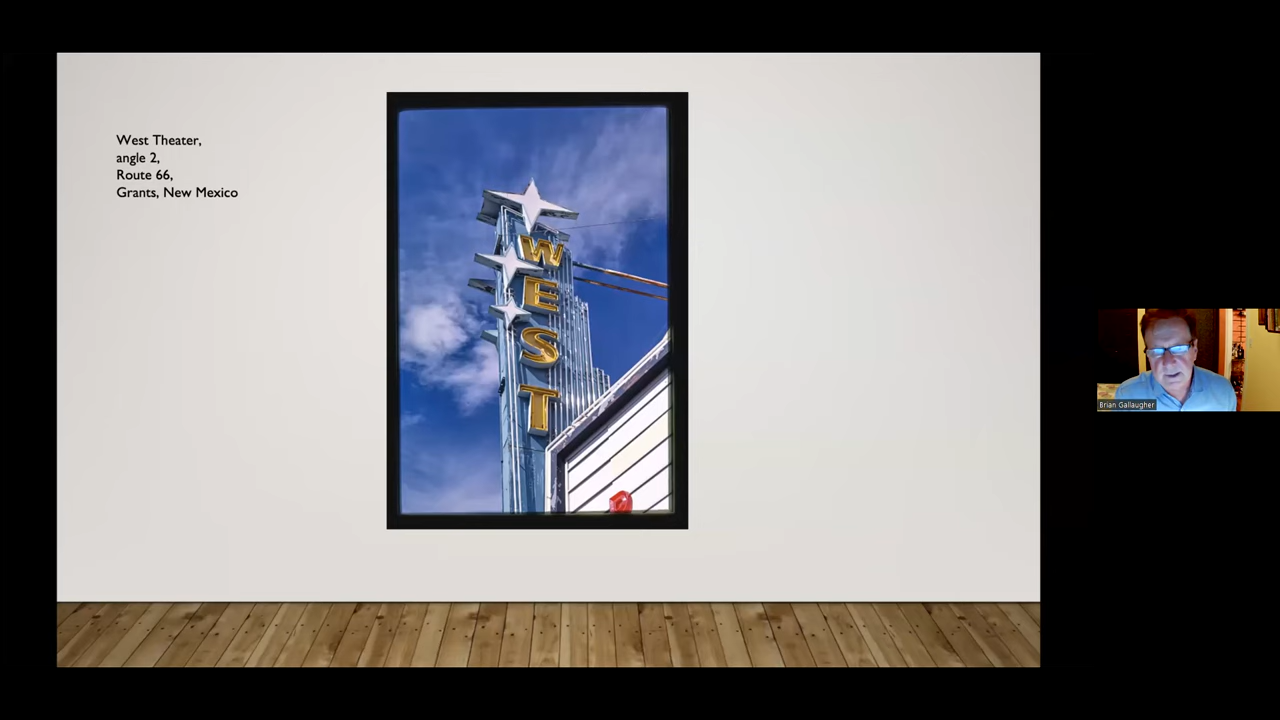 West Theater,
angle 2,
Route 66,
Grants, New Mexico
WEST
Brian Gallaugher